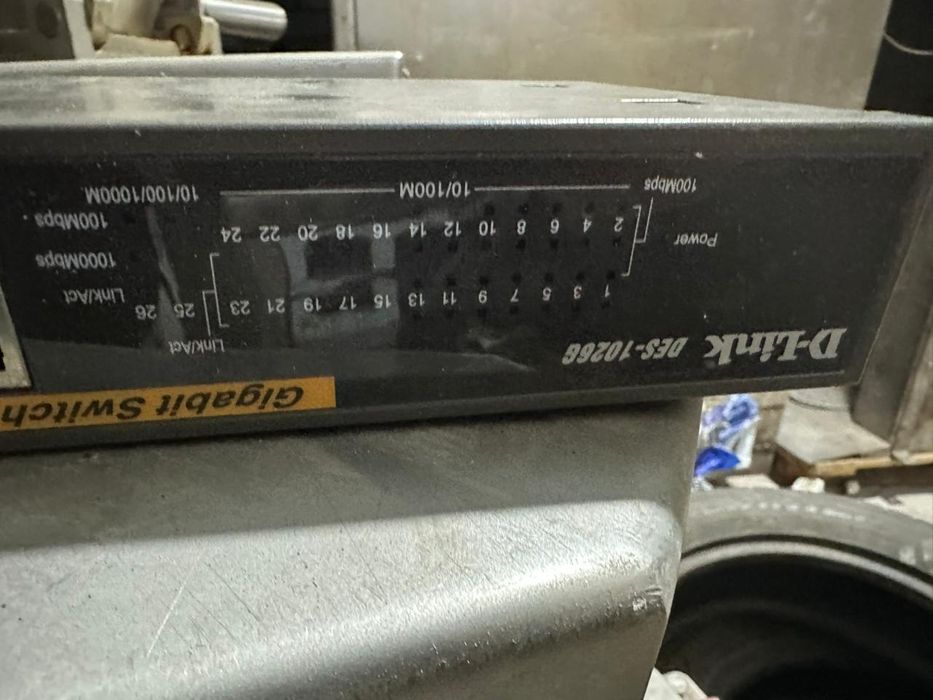 Gigabit Switch
D-Link DES-1026G
Link/Act
1 3 5 7 9 11 13 15 17 19 21 23 25 26
Link/Act
1000Mbps
Power
2 4 6 8 10 12 14 16 18 20 22 24
100Mbps
100Mbps
10/100M
10/100/1000M